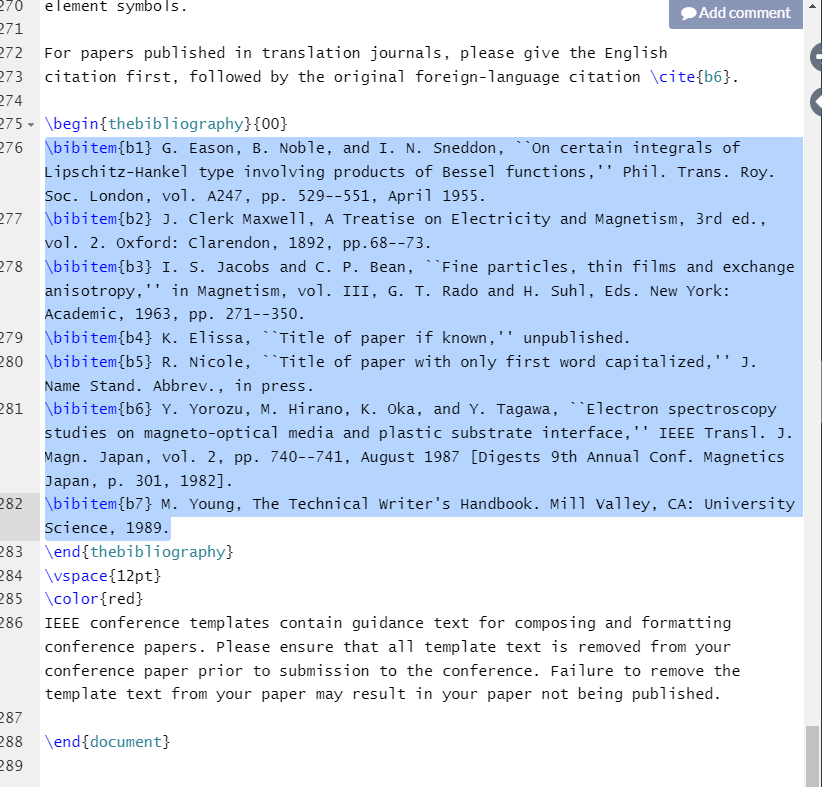 270 element symbols.
Add comment
271
272 For papers published in translation journals, please give the English
273 citation first, followed by the original foreign-language citation \cite{b6}.
274
275 \begin{thebibliography}{00}
276 \bibitem{b1} G. Eason, B. Noble, and I. N. Sneddon, ``On certain integrals of
Lipschitz-Hankel type involving products of Bessel functions,'' Phil. Trans. Roy.
Soc. London, vol. A247, pp. 529--551, April 1955.
277 \bibitem{b2} J. Clerk Maxwell, A Treatise on Electricity and Magnetism, 3rd ed.,
vol. 2. Oxford: Clarendon, 1892, pp.68--73.
278 \bibitem{b3} I. S. Jacobs and C. P. Bean, ``Fine particles, thin films and exchange
anisotropy,'' in Magnetism, vol. III, G. T. Rado and H. Suhl, Eds. New York:
Academic, 1963, pp. 271--350.
279 \bibitem{b4} K. Elissa, ``Title of paper if known,'' unpublished.
280 \bibitem{b5} R. Nicole, ``Title of paper with only first word capitalized,'' J.
Name Stand. Abbrev., in press.
281 \bibitem{b6} Y. Yorozu, M. Hirano, K. Oka, and Y. Tagawa, ``Electron spectroscopy
studies on magneto-optical media and plastic substrate interface,'' IEEE Transl. J.
Magn. Japan, vol. 2, pp. 740--741, August 1987 [Digests 9th Annual Conf. Magnetics
Japan, p. 301, 1982].
282 \bibitem{b7} M. Young, The Technical Writer's Handbook. Mill Valley, CA: University
Science, 1989.
283 \end{thebibliography}
284 \vspace{12pt}
285 \color{red}
286 IEEE conference templates contain guidance text for composing and formatting
conference papers. Please ensure that all template text is removed from your
conference paper prior to submission to the conference. Failure to remove the
template text from your paper may result in your paper not being published.
287
288 \end{document}
289